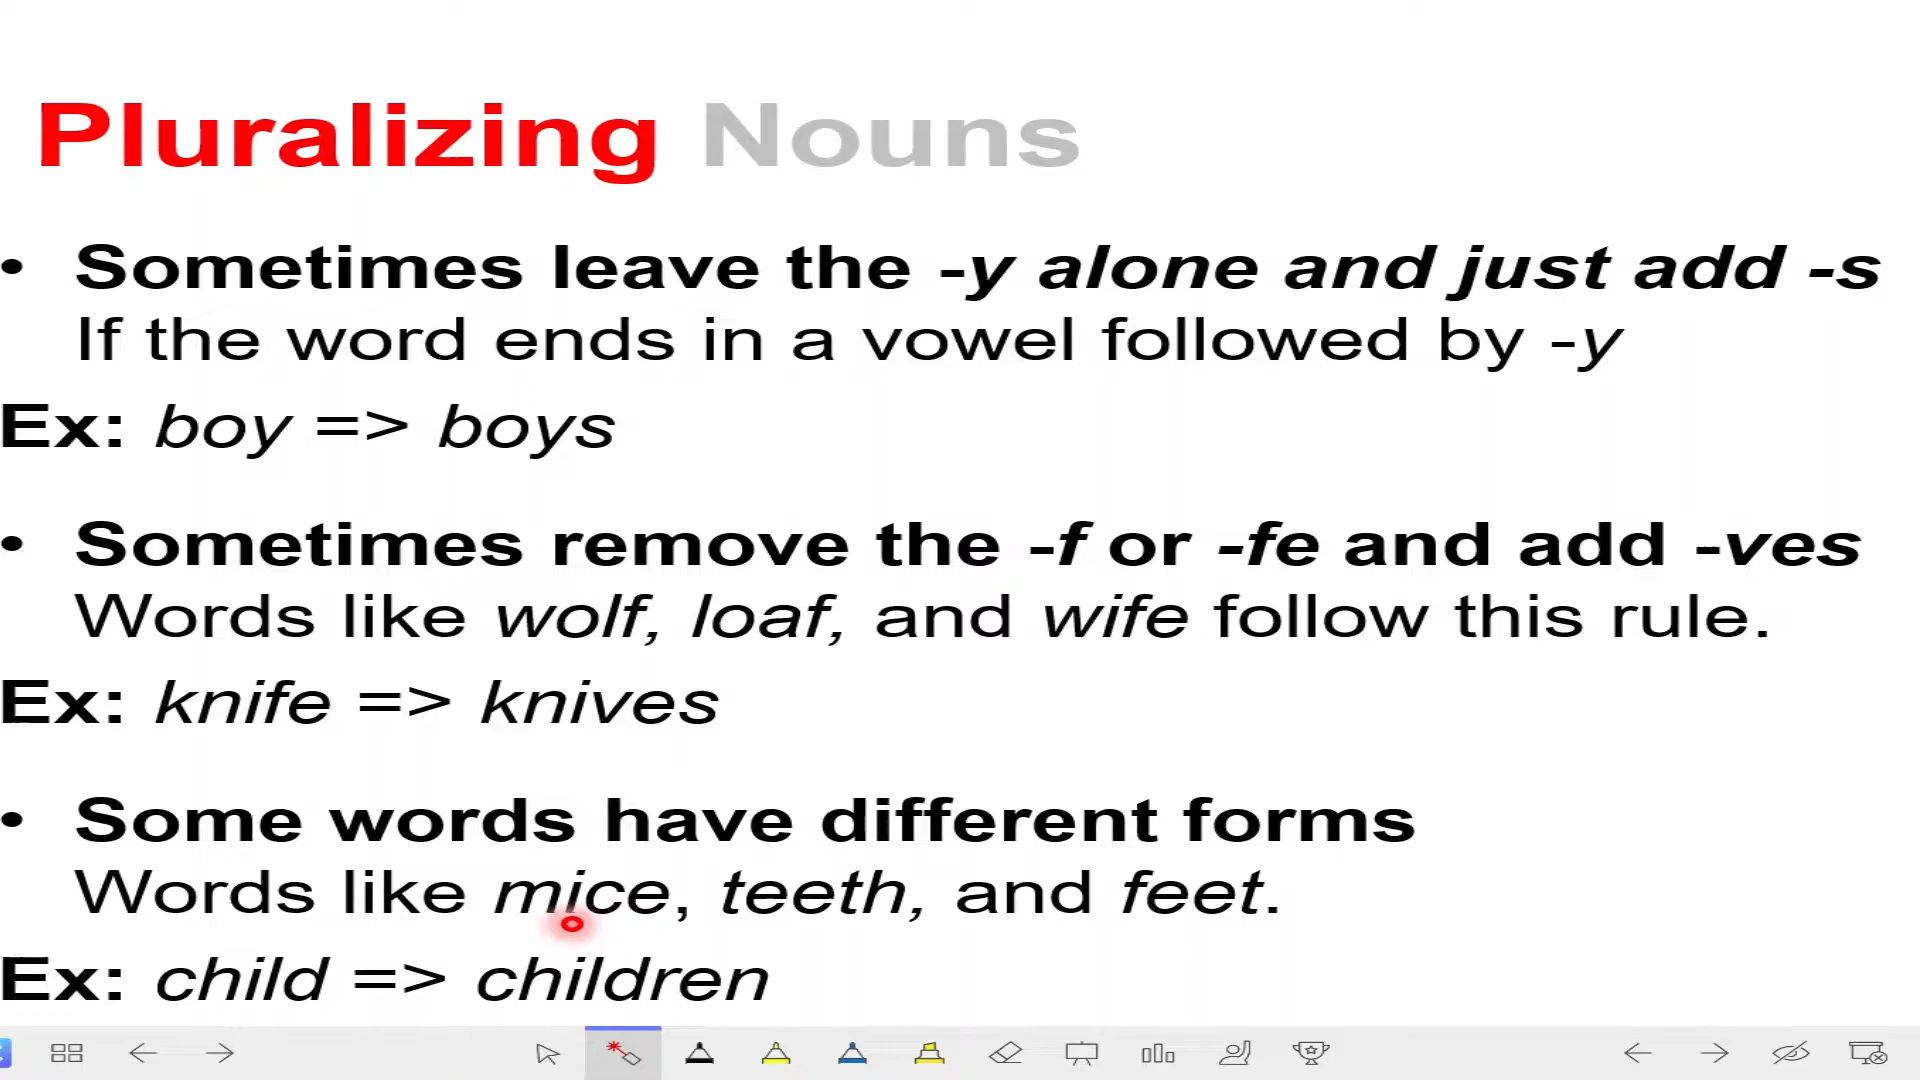 Pluralizing Nouns
• Sometimes leave the -y alone and just add -s
If the word ends in a vowel followed by -y
Ex: boy => boys
• Sometimes remove the -f or -fe and add -ves
Words like wolf, loaf, and wife follow this rule.
Ex: knife => knives
• Some words have different forms
Words like mice, teeth, and feet.
Ex: child => children